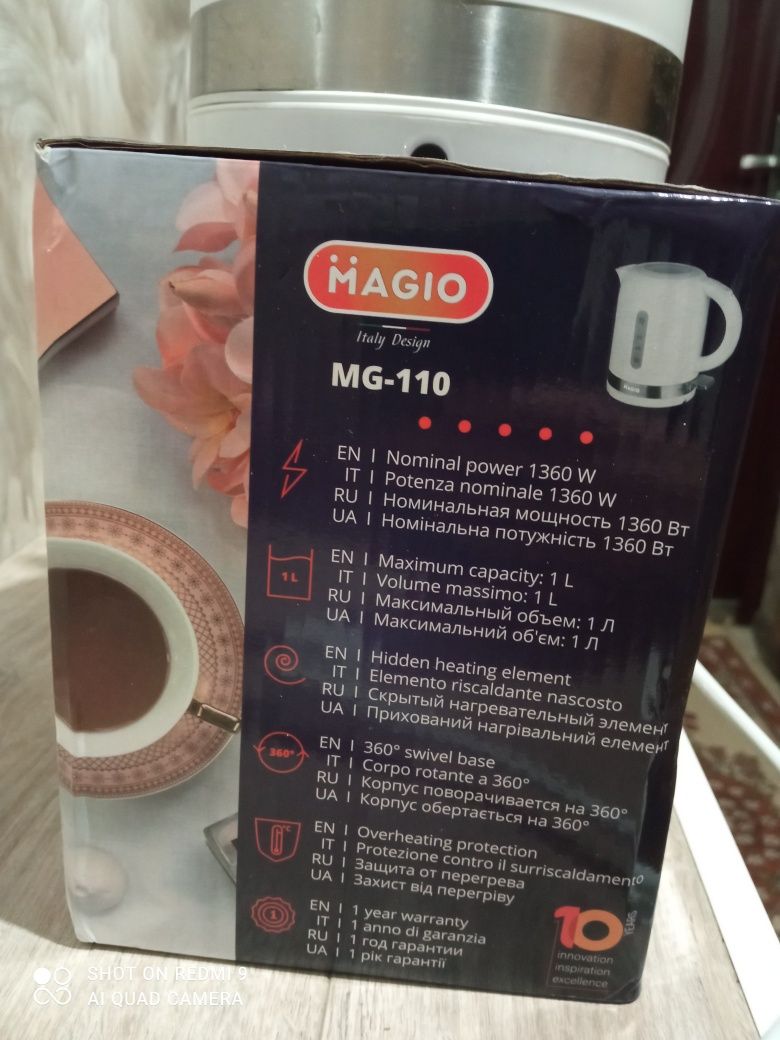 MAGIO
Italy Design
MG-110
MAGIO
EN | Nominal power 1360 W
IT | Potenza nominale 1360 W
RU | Номинальная мощность 1360 Вт
UA | Номінальна потужність 1360 Вт
1 L
EN | Maximum capacity: 1 L
IT | Volume massimo: 1 L
RU | Максимальный объем: 1 Л
UA | Максимальний об'єм: 1 Л
EN | Hidden heating element
IT | Elemento riscaldante nascosto
RU | Скрытый нагревательный элемент
UA | Прихований нагрівальний елемент
360°
EN | 360° swivel base
IT | Corpo rotante a 360°
RU | Корпус поворачивается на 360°
UA | Корпус обертається на 360°
°C
EN | Overheating protection
IT | Protezione contro il surriscaldamento
RU | Защита от перегрева
UA | Захист від перегріву
1
EN | 1 year warranty
IT | 1 anno di garanzia
RU | 1 год гарантии
UA | 1 рік гарантії
10 YEARS
innovation
inspiration
excellence
SHOT ON REDMI 9
AI QUAD CAMERA